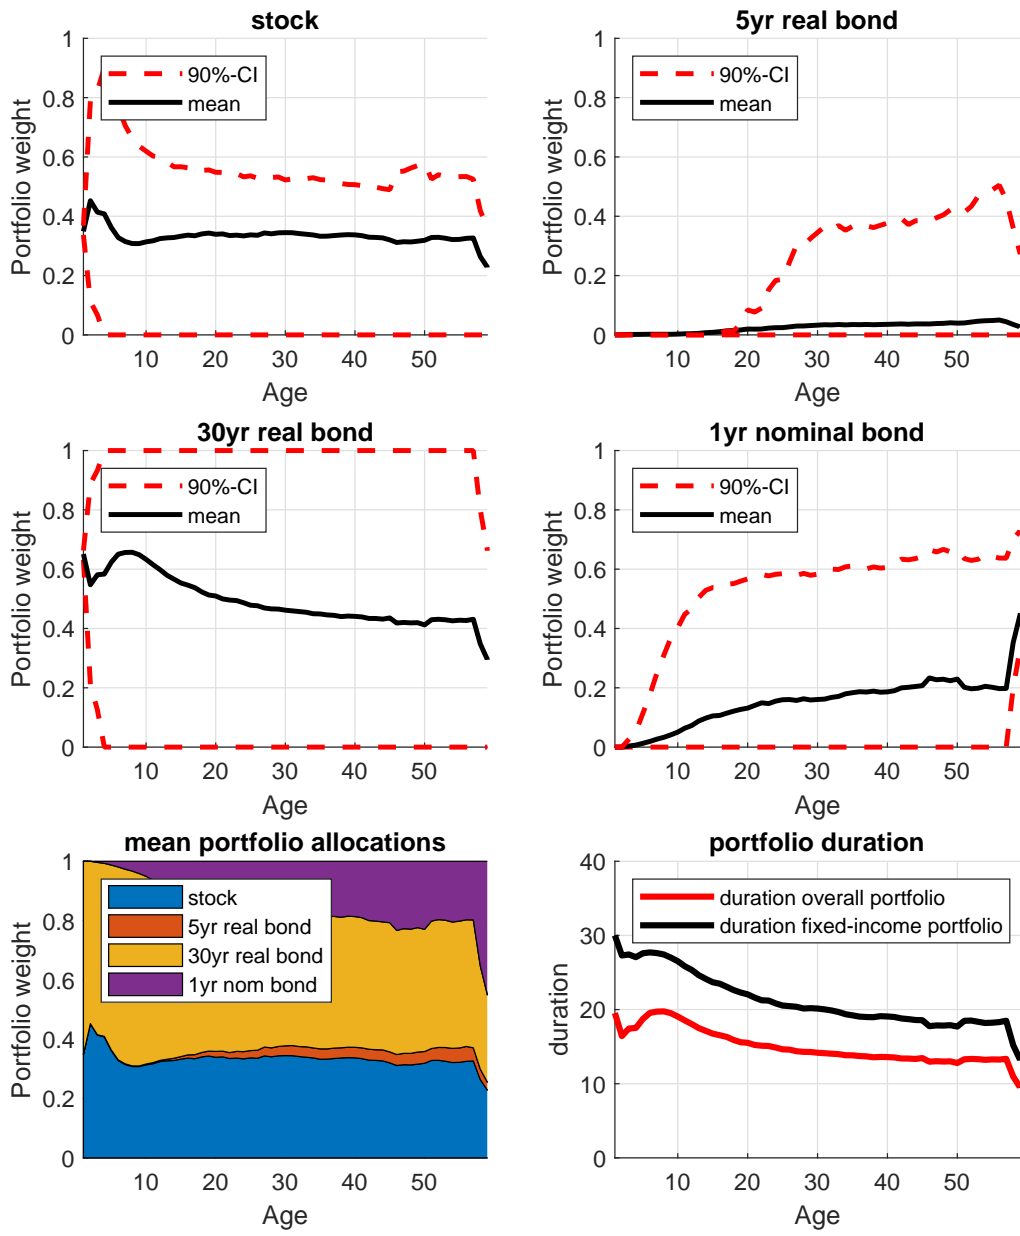 stock
1
0.8
0.6
0.4
0.2
0
Portfolio weight
90%-CI
mean
10 20 30 40 50
Age
5yr real bond
1
0.8
0.6
0.4
0.2
0
Portfolio weight
90%-CI
mean
10 20 30 40 50
Age
30yr real bond
1
0.8
0.6
0.4
0.2
0
Portfolio weight
90%-CI
mean
10 20 30 40 50
Age
1yr nominal bond
1
0.8
0.6
0.4
0.2
0
Portfolio weight
90%-CI
mean
10 20 30 40 50
Age
mean portfolio allocations
1
0.8
0.6
0.4
0.2
0
Portfolio weight
stock
5yr real bond
30yr real bond
1yr nom bond
10 20 30 40 50
Age
portfolio duration
40
30
20
10
0
duration
duration overall portfolio
duration fixed-income portfolio
10 20 30 40 50
Age